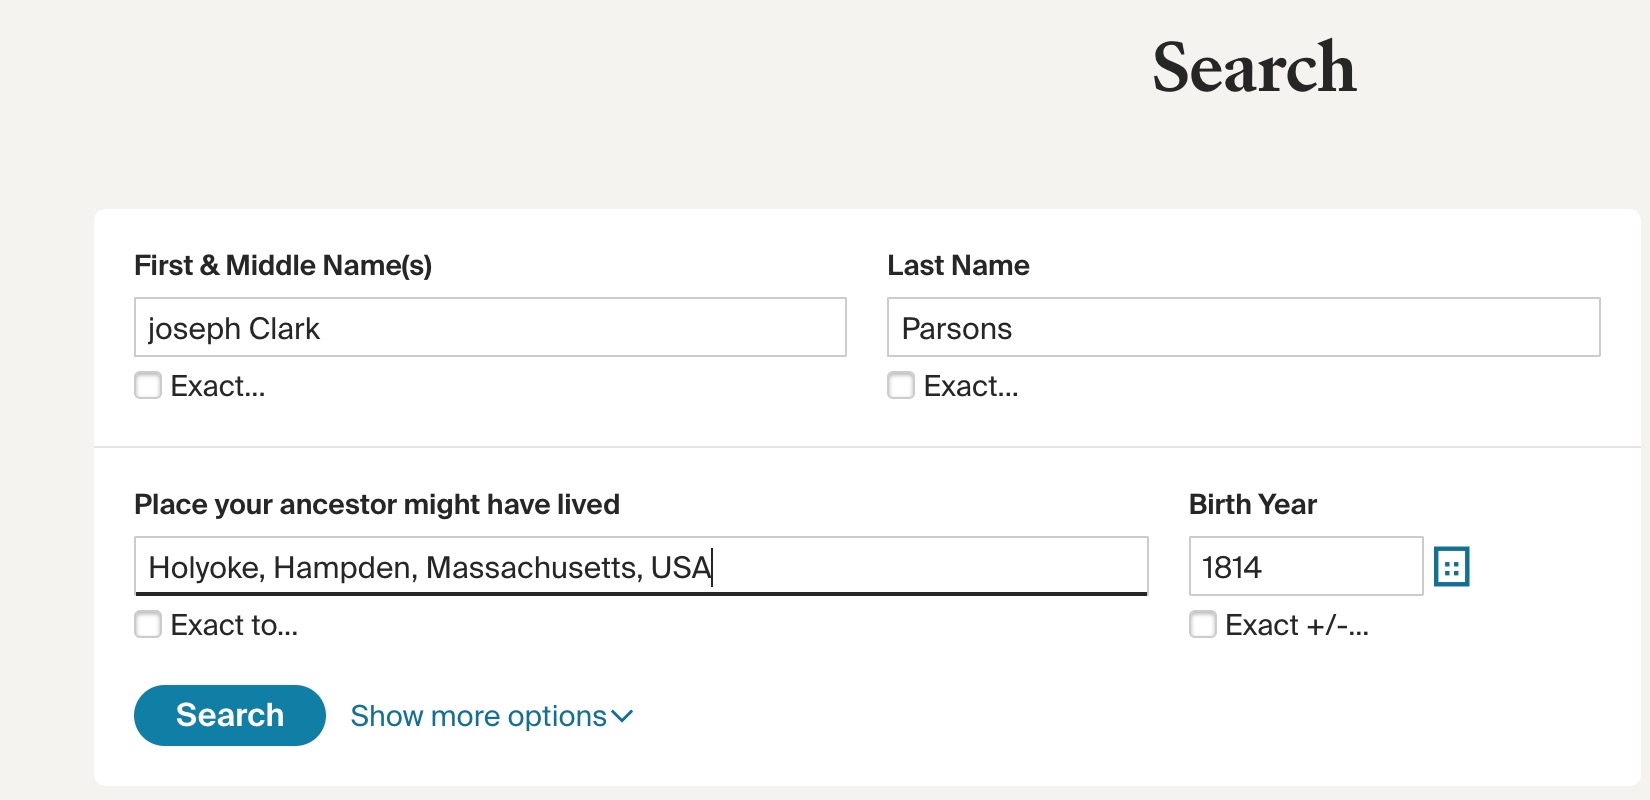 Search
First & Middle Name(s)
Last Name
joseph Clark
Parsons
Exact...
Exact...
Place your ancestor might have lived
Birth Year
Holyoke, Hampden, Massachusetts, USA
1814
Exact to...
Exact +/-...
Search
Show more options